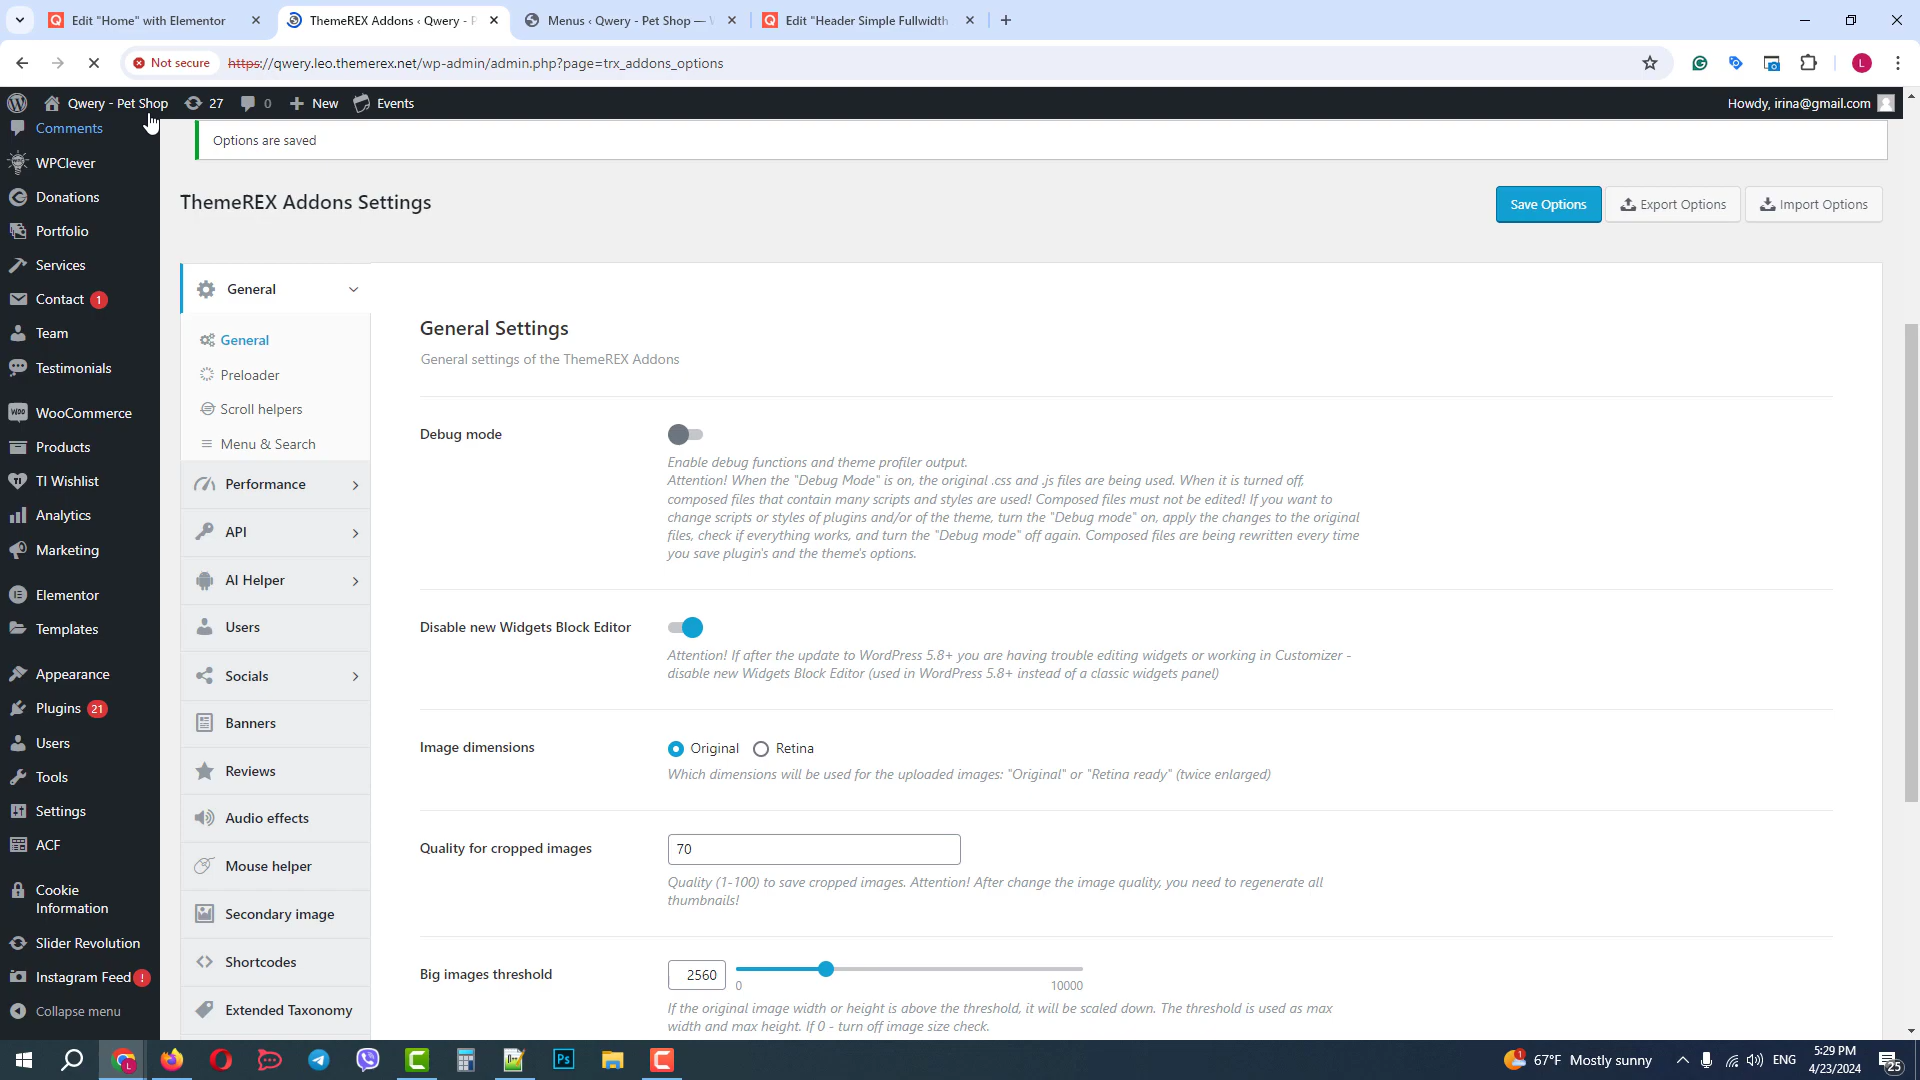 Edit "Home" with Elementor
ThemeREX Addons ‹ Qwery - P
Menus ‹ Qwery - Pet Shop —
Edit "Header Simple Fullwidth
Not secure
https://qwery.leo.themerex.net/wp-admin/admin.php?page=trx_addons_options
L
Qwery - Pet Shop
27
0
New
Events
Howdy, irina@gmail.com
Comments
WPClever
Donations
Portfolio
Services
Contact 1
Team
Testimonials
WooCommerce
Products
TI Wishlist
Analytics
Marketing
Elementor
Templates
Appearance
Plugins 21
Users
Tools
Settings
ACF
Cookie
Information
Slider Revolution
Instagram Feed !
Collapse menu
Options are saved
ThemeREX Addons Settings
Save Options
Export Options
Import Options
General
General
Preloader
Scroll helpers
Menu & Search
Performance
API
AI Helper
Users
Socials
Banners
Reviews
Audio effects
Mouse helper
Secondary image
Shortcodes
Extended Taxonomy
General Settings
General settings of the ThemeREX Addons
Debug mode
Enable debug functions and theme profiler output.
Attention! When the "Debug Mode" is on, the original .css and .js files are being used. When it is turned off,
composed files that contain many scripts and styles are used! Composed files must not be edited! If you want to
change scripts or styles of plugins and/or of the theme, turn the "Debug mode" on, apply the changes to the original
files, check if everything works, and turn the "Debug mode" off again. Composed files are being rewritten every time
you save plugin's and the theme's options.
Disable new Widgets Block Editor
Attention! If after the update to WordPress 5.8+ you are having trouble editing widgets or working in Customizer -
disable new Widgets Block Editor (used in WordPress 5.8+ instead of a classic widgets panel)
Image dimensions
Original
Retina
Which dimensions will be used for the uploaded images: "Original" or "Retina ready" (twice enlarged)
Quality for cropped images
70
Quality (1-100) to save cropped images. Attention! After change the image quality, you need to regenerate all
thumbnails!
Big images threshold
2560
0
10000
If the original image width or height is above the threshold, it will be scaled down. The threshold is used as max
width and max height. If 0 - turn off image size check.
67°F Mostly sunny
ENG
5:29 PM
4/23/2024
25